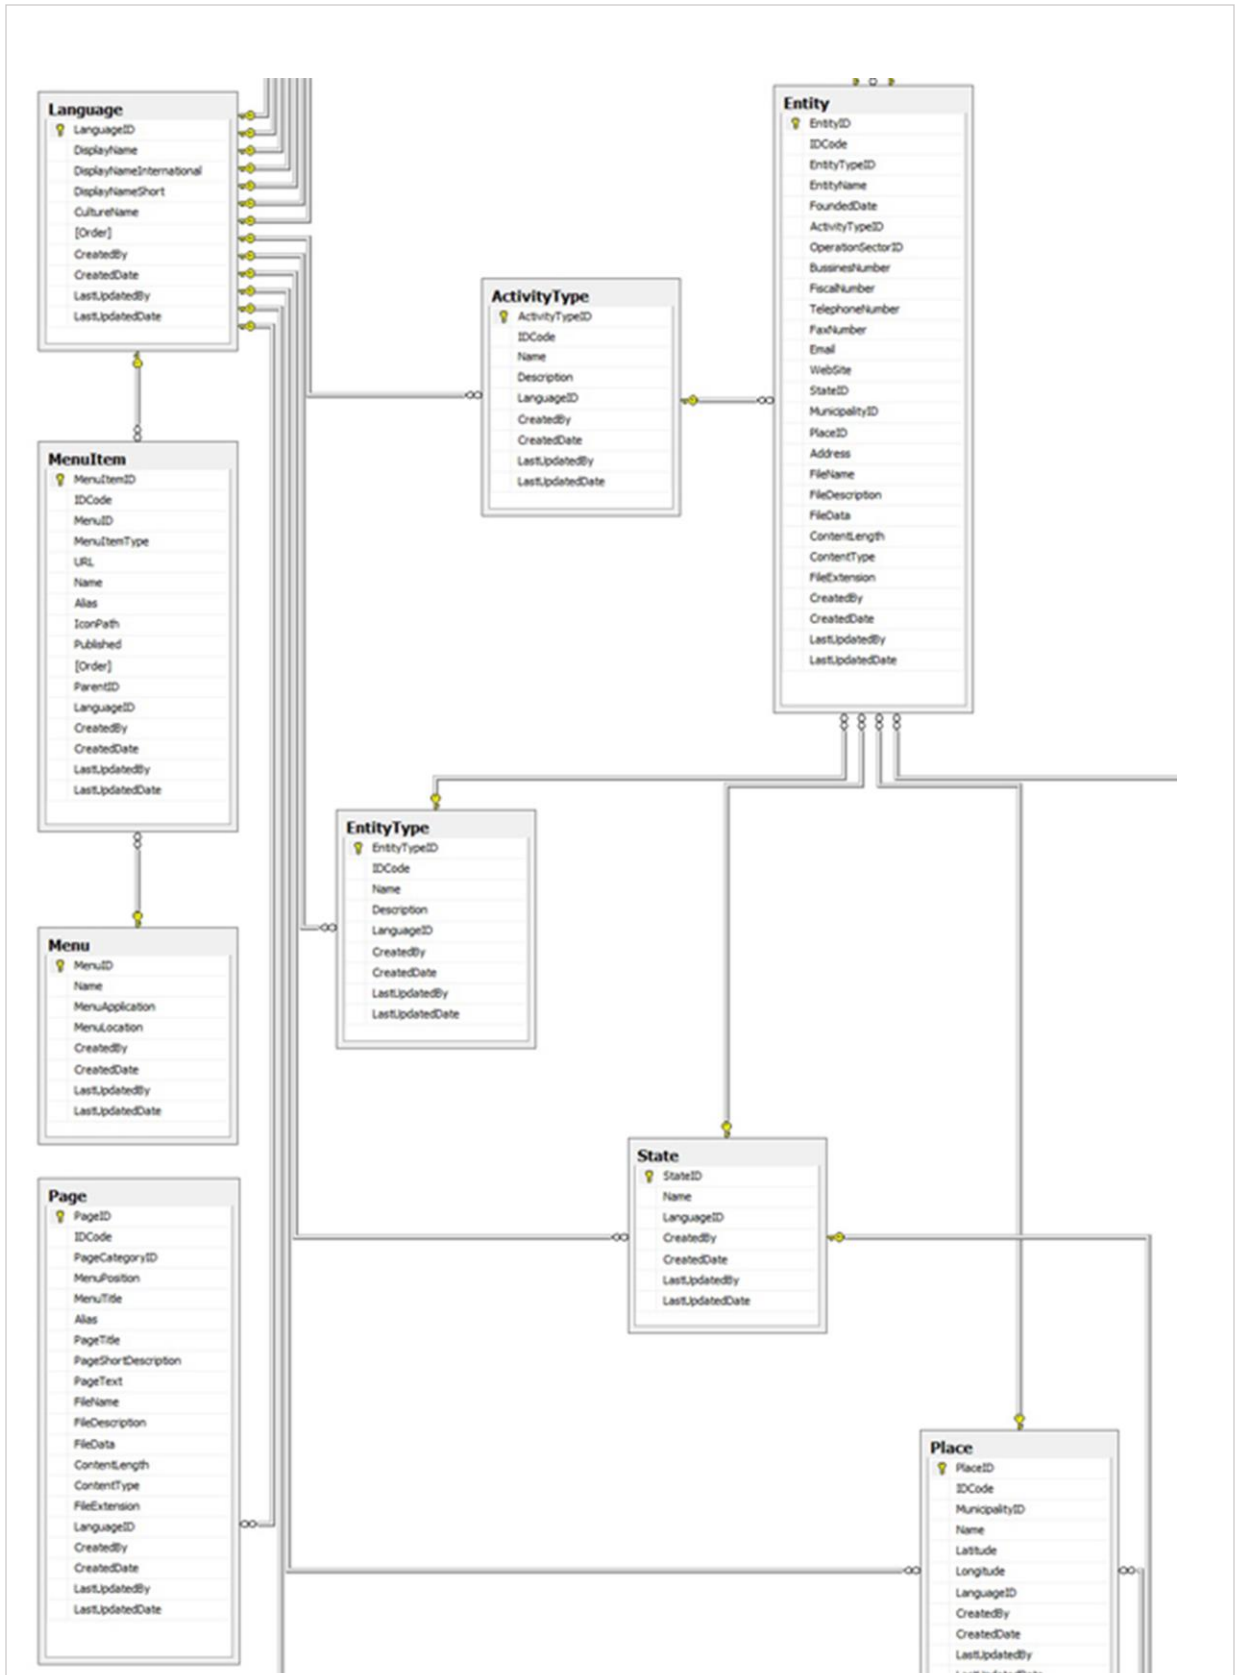 Language
LanguageID
DisplayName
DisplayNameInternational
DisplayNameShort
CultureName
[Order]
CreatedBy
CreatedDate
LastUpdatedBy
LastUpdatedDate
Entity
EntityID
IDCode
EntityTypeID
EntityName
FoundedDate
ActivityTypeID
OperationSectorID
BussinesNumber
FiscalNumber
TelephoneNumber
FaxNumber
Email
WebSite
StateID
MunicipalityID
PlaceID
Address
FileName
FileDescription
FileData
ContentLength
ContentType
FileExtension
CreatedBy
CreatedDate
LastUpdatedBy
LastUpdatedDate
ActivityType
ActivityTypeID
IDCode
Name
Description
LanguageID
CreatedBy
CreatedDate
LastUpdatedBy
LastUpdatedDate
MenuItem
MenuItemID
IDCode
MenuID
MenuItemType
URL
Name
Alias
IconPath
Published
[Order]
ParentID
LanguageID
CreatedBy
CreatedDate
LastUpdatedBy
LastUpdatedDate
EntityType
EntityTypeID
IDCode
Name
Description
LanguageID
CreatedBy
CreatedDate
LastUpdatedBy
LastUpdatedDate
Menu
MenuID
Name
MenuApplication
MenuLocation
CreatedBy
CreatedDate
LastUpdatedBy
LastUpdatedDate
State
StateID
Name
LanguageID
CreatedBy
CreatedDate
LastUpdatedBy
LastUpdatedDate
Page
PageID
IDCode
PageCategoryID
MenuPosition
MenuTitle
Alias
PageTitle
PageShortDescription
PageText
FileName
FileDescription
FileData
ContentLength
ContentType
FileExtension
LanguageID
CreatedBy
CreatedDate
LastUpdatedBy
LastUpdatedDate
Place
PlaceID
IDCode
MunicipalityID
Name
Latitude
Longitude
LanguageID
CreatedBy
CreatedDate
LastUpdatedBy